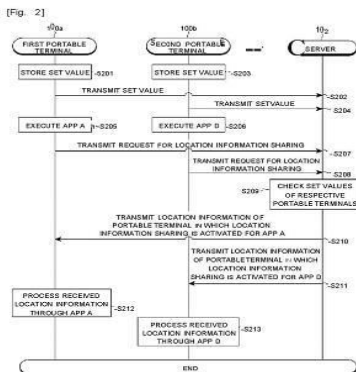 [Fig. 2]
100a
100b
102
FIRST PORTABLE
TERMINAL
SECOND PORTABLE
TERMINAL
SERVER
STORE SET VALUE
S201
STORE SET VALUE
S203
TRANSMIT SET VALUE
S202
TRANSMIT SETVALUE
S204
EXECUTE APP A
S205
EXECUTE APP D
S206
TRANSMIT REQUEST FOR LOCATION INFORMATION SHARING
S207
TRANSMIT REQUEST FOR LOCATION
INFORMATION SHARING
S208
S209
CHECK SET VALUES
OF RESPECTIVE
PORTABLE TERMINALS
TRANSMIT LOCATION INFORMATION OF
PORTABLE TERMINAL IN WHICH LOCATION
INFORMATION SHARING IS ACTIVATED FOR APP A
S210
TRANSMIT LOCATION INFORMATION
OF PORTABLE TERMINAL IN WHICH
LOCATION INFORMATION
SHARING IS ACTIVATED FOR APP D
S211
PROCESS RECEIVED
LOCATION INFORMATION
THROUGH APP A
S212
PROCESS RECEIVED
LOCATION INFORMATION
THROUGH APP D
S213
END